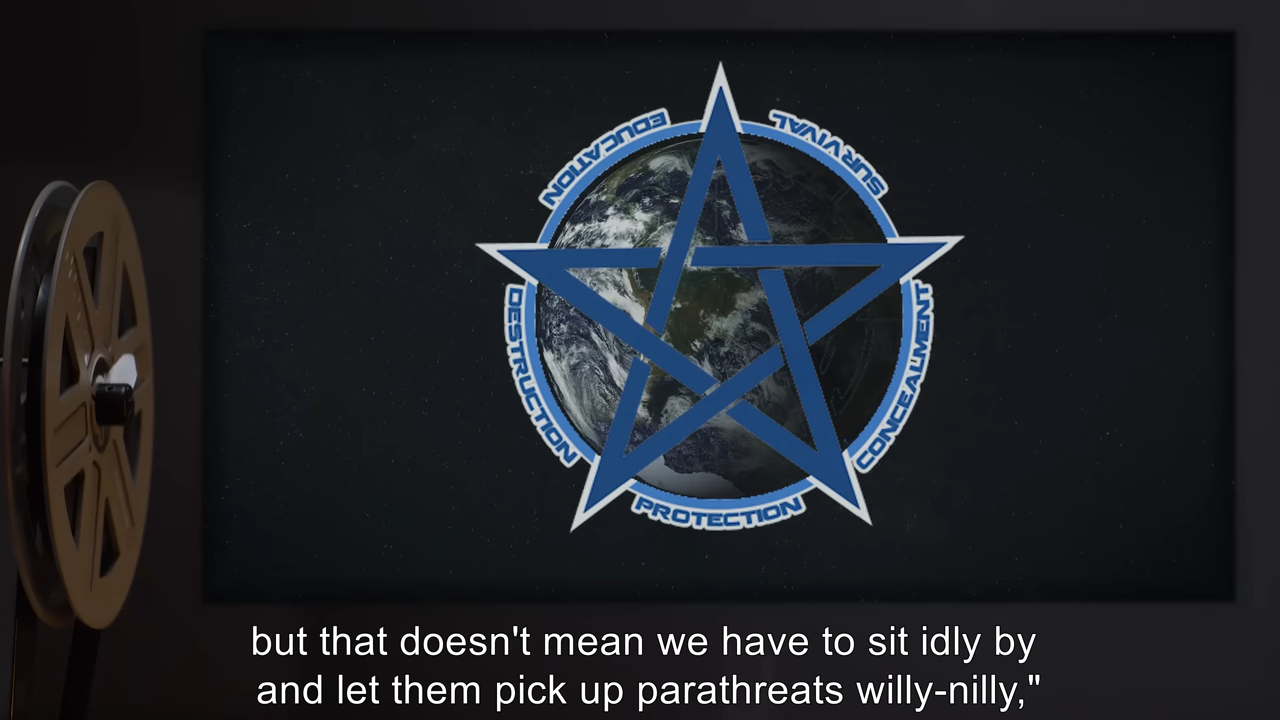 EDUCATION
SURVIVAL
DESTRUCTION
CONCEALMENT
PROTECTION
but that doesn't mean we have to sit idly by
and let them pick up parathreats willy-nilly,"